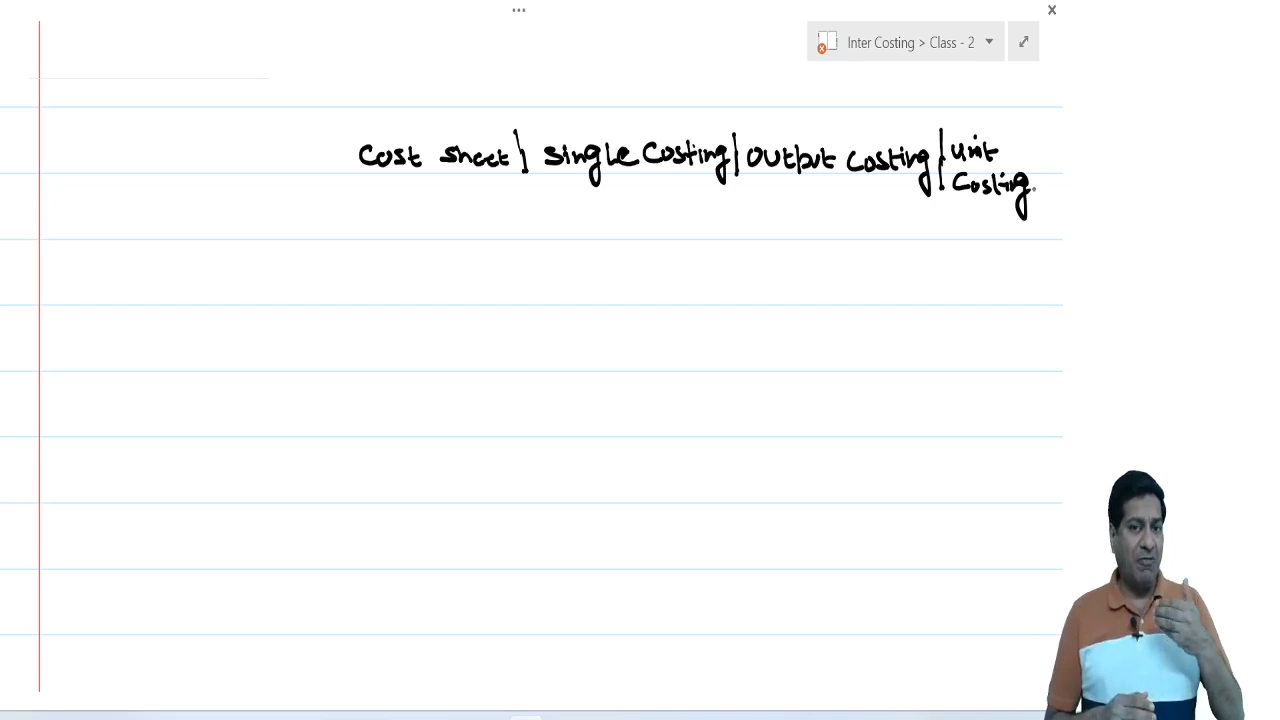 ...
Inter Costing > Class - 2
Cost sheet | Single Costing | Output Costing | Unit
Costing